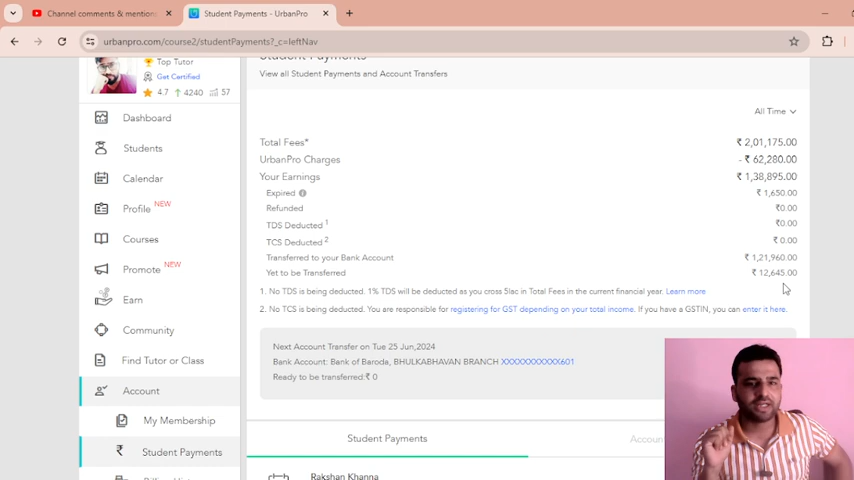 Channel comments & mention
Student Payments - UrbanPro
urbanpro.com/course2/studentPayments?_c=leftNav
Top Tutor
Get Certified
4.7 4240 57
Dashboard
Students
Calendar
Profile NEW
Courses
Promote NEW
Earn
Community
Find Tutor or Class
Account
My Membership
₹ Student Payments
Student Payments
View all Student Payments and Account Transfers
All Time
Total Fees* ₹ 2,01,175.00
UrbanPro Charges - ₹ 62,280.00
Your Earnings ₹ 1,38,895.00
Expired ₹ 1,650.00
Refunded ₹0.00
TDS Deducted 1 ₹0.00
TCS Deducted 2 ₹ 0.00
Transferred to your Bank Account ₹ 1,21,960.00
Yet to be Transferred ₹ 12,645.00
1. No TDS is being deducted. 1% TDS will be deducted as you cross 5lac in Total Fees in the current financial year. Learn more
2. No TCS is being deducted. You are responsible for registering for GST depending on your total income. If you have a GSTIN, you can enter it here.
Next Account Transfer on Tue 25 Jun,2024
Bank Account: Bank of Baroda, BHULKABHAVAN BRANCH XXXXXXXXXXX601
Ready to be transferred:₹ 0
Student Payments
Accoun
Rakshan Khanna